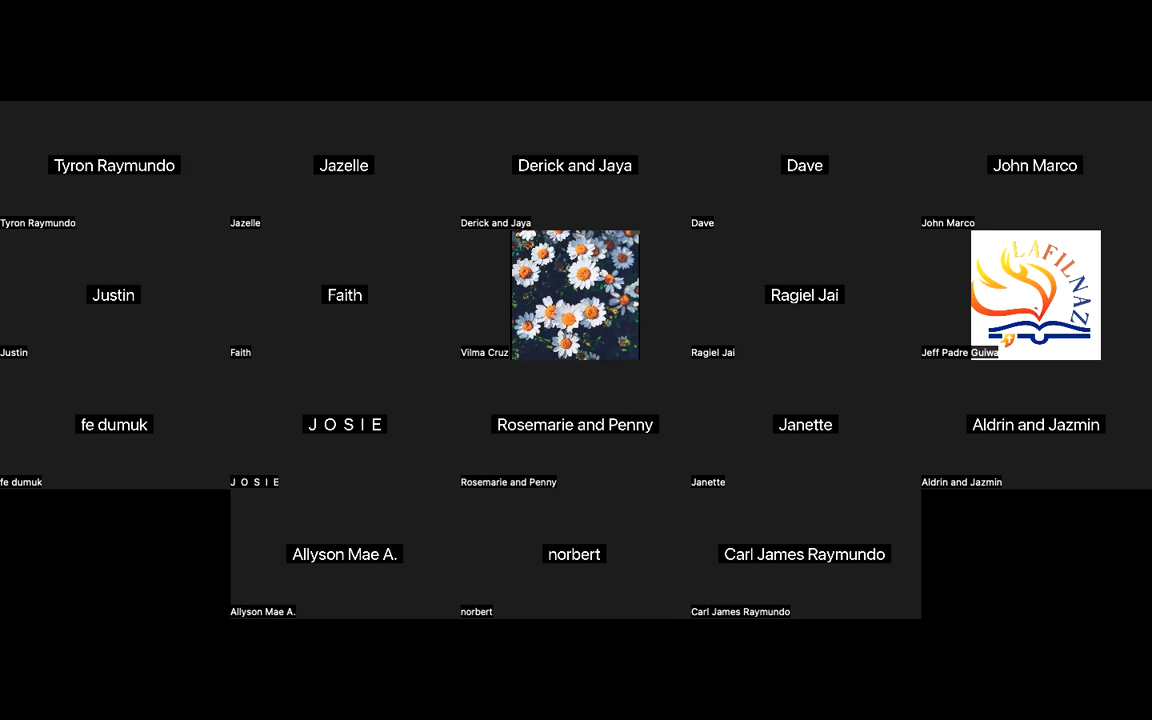 Tyron Raymundo
Jazelle
Derick and Jaya
Dave
John Marco
Tyron Raymundo
Jazelle
Derick and Jaya
Dave
John Marco
Justin
Faith
Ragiel Jai
LAFILNAZ
Justin
Faith
Vilma Cruz
Ragiel Jai
Jeff Padre Guiwa
fe dumuk
J O S I E
Rosemarie and Penny
Janette
Aldrin and Jazmin
fe dumuk
J O S I E
Rosemarie and Penny
Janette
Aldrin and Jazmin
Allyson Mae A.
norbert
Carl James Raymundo
Allyson Mae A.
norbert
Carl James Raymundo